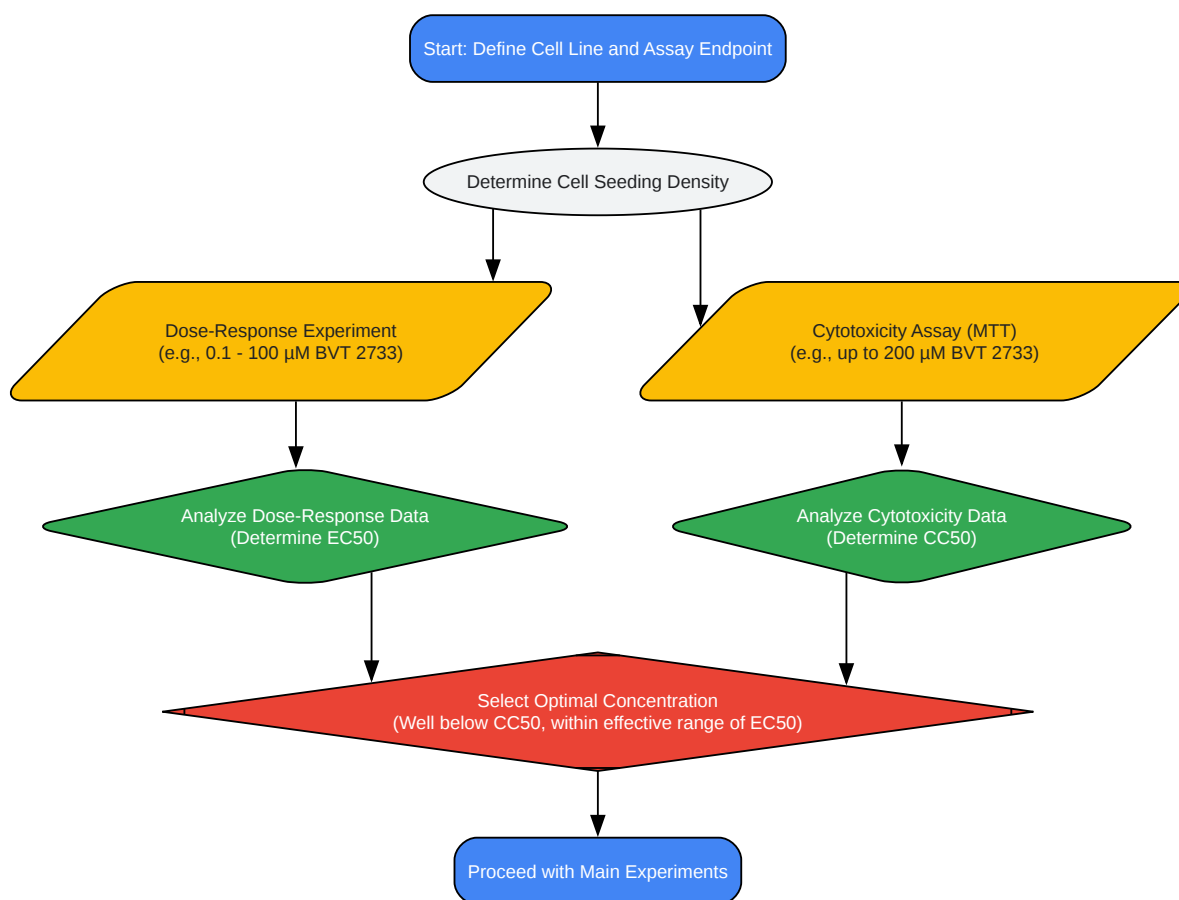 Start: Define Cell Line and Assay Endpoint
Determine Cell Seeding Density
Dose-Response Experiment
(e.g., 0.1 - 100 µM BVT 2733)
Cytotoxicity Assay (MTT)
(e.g., up to 200 µM BVT 2733)
Analyze Dose-Response Data
(Determine EC50)
Analyze Cytotoxicity Data
(Determine CC50)
Select Optimal Concentration
(Well below CC50, within effective range of EC50)
Proceed with Main Experiments